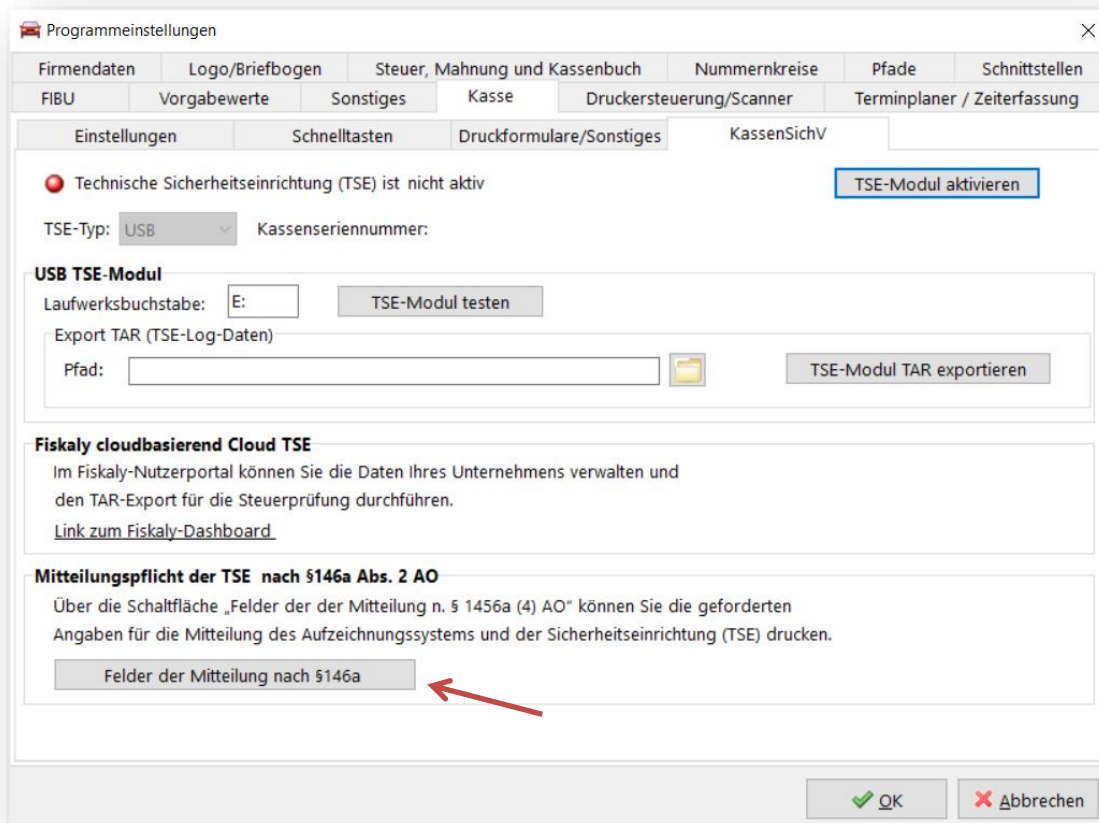 Programmeinstellungen
Firmendaten Logo/Briefbogen Steuer, Mahnung und Kassenbuch Nummernkreise Pfade Schnittstellen
FIBU Vorgabewerte Sonstiges Kasse Druckersteuerung/Scanner Terminplaner / Zeiterfassung
Einstellungen Schnelltasten Druckformulare/Sonstiges KassenSichV
Technische Sicherheitseinrichtung (TSE) ist nicht aktiv TSE-Modul aktivieren
TSE-Typ: USB Kassenseriennummer:
USB TSE-Modul
Laufwerksbuchstabe: E: TSE-Modul testen
Export TAR (TSE-Log-Daten)
Pfad: TSE-Modul TAR exportieren
Fiskaly cloudbasierend Cloud TSE
Im Fiskaly-Nutzerportal können Sie die Daten Ihres Unternehmens verwalten und
den TAR-Export für die Steuerprüfung durchführen.
Link zum Fiskaly-Dashboard
Mitteilungspflicht der TSE nach §146a Abs. 2 AO
Über die Schaltfläche „Felder der der Mitteilung n. § 1456a (4) AO“ können Sie die geforderten
Angaben für die Mitteilung des Aufzeichnungssystems und der Sicherheitseinrichtung (TSE) drucken.
Felder der Mitteilung nach §146a
OK Abbrechen